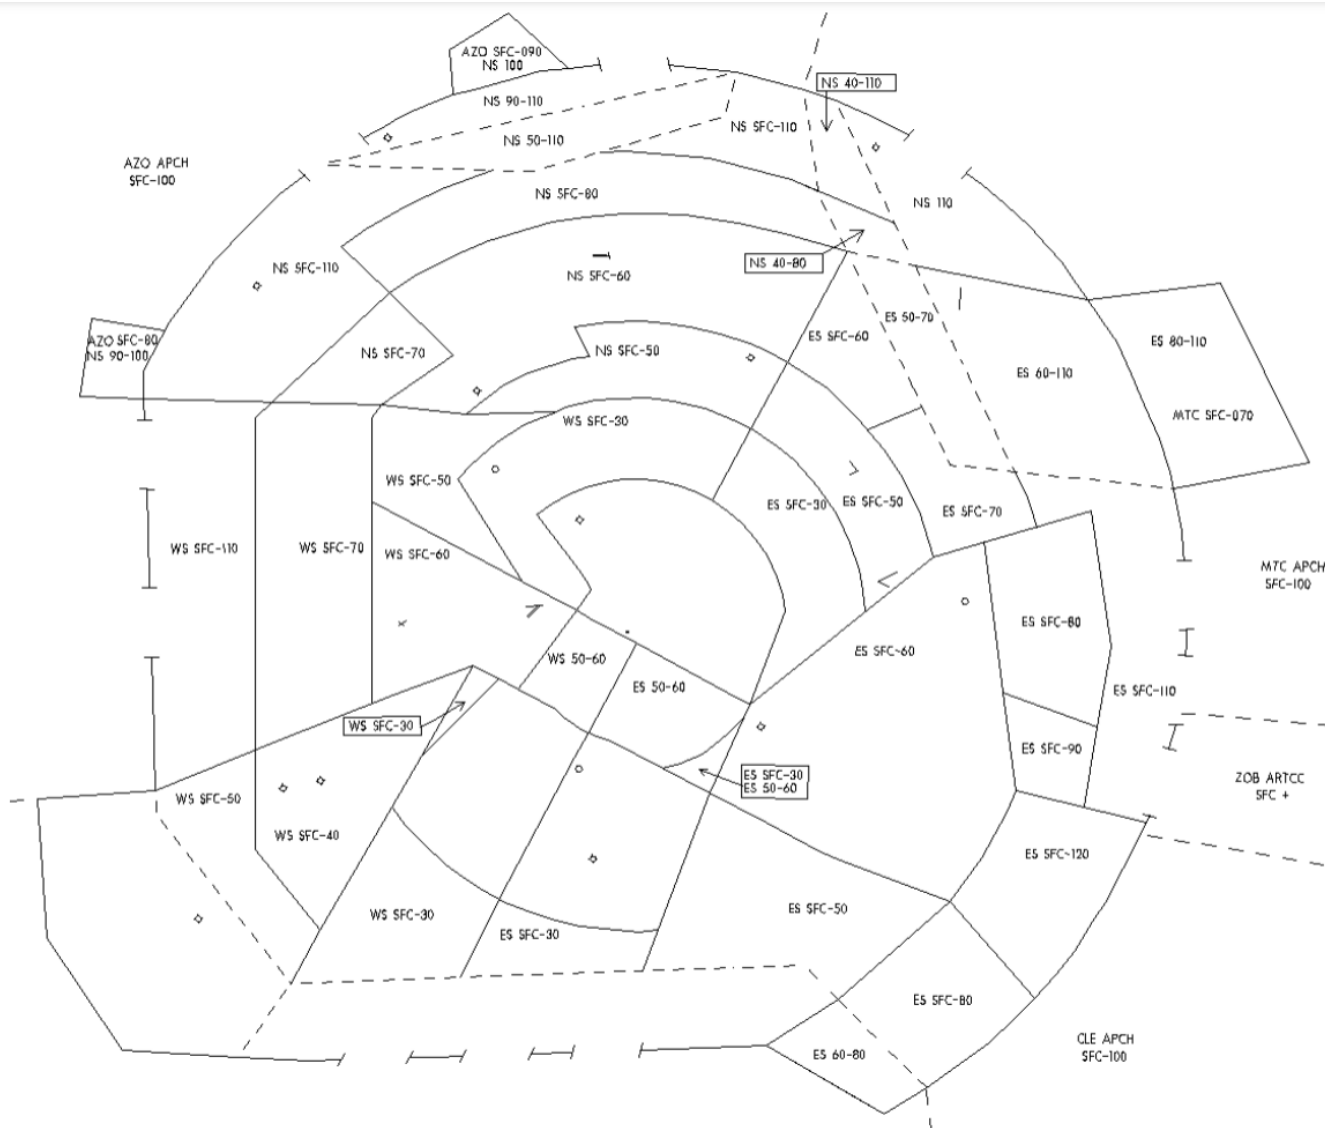 AZO SFC-090
NS 100
NS 90-110
NS 40-110
NS 50-110
NS SFC-110
AZO APCH
SFC-100
NS SFC-80
NS 110
NS SFC-110
NS 40-80
NS SFC-60
ES 50-70
ES SFC-60
AZO SFC-80
NS 90-100
NS SFC-70
NS SFC-50
ES 80-110
ES 60-110
MTC SFC-070
WS SFC-30
WS SFC-50
ES SFC-30
ES SFC-50
ES SFC-70
WS SFC-110
WS SFC-70
WS SFC-60
MTC APCH
SFC-100
ES SFC-80
ES SFC-60
WS 50-60
ES 50-60
ES SFC-110
WS SFC-30
ES SFC-90
ES SFC-30
ES 50-60
ZOB ARTCC
SFC +
WS SFC-50
WS SFC-40
ES SFC-120
WS SFC-30
ES SFC-30
ES SFC-50
ES SFC-80
ES 60-80
CLE APCH
SFC-100